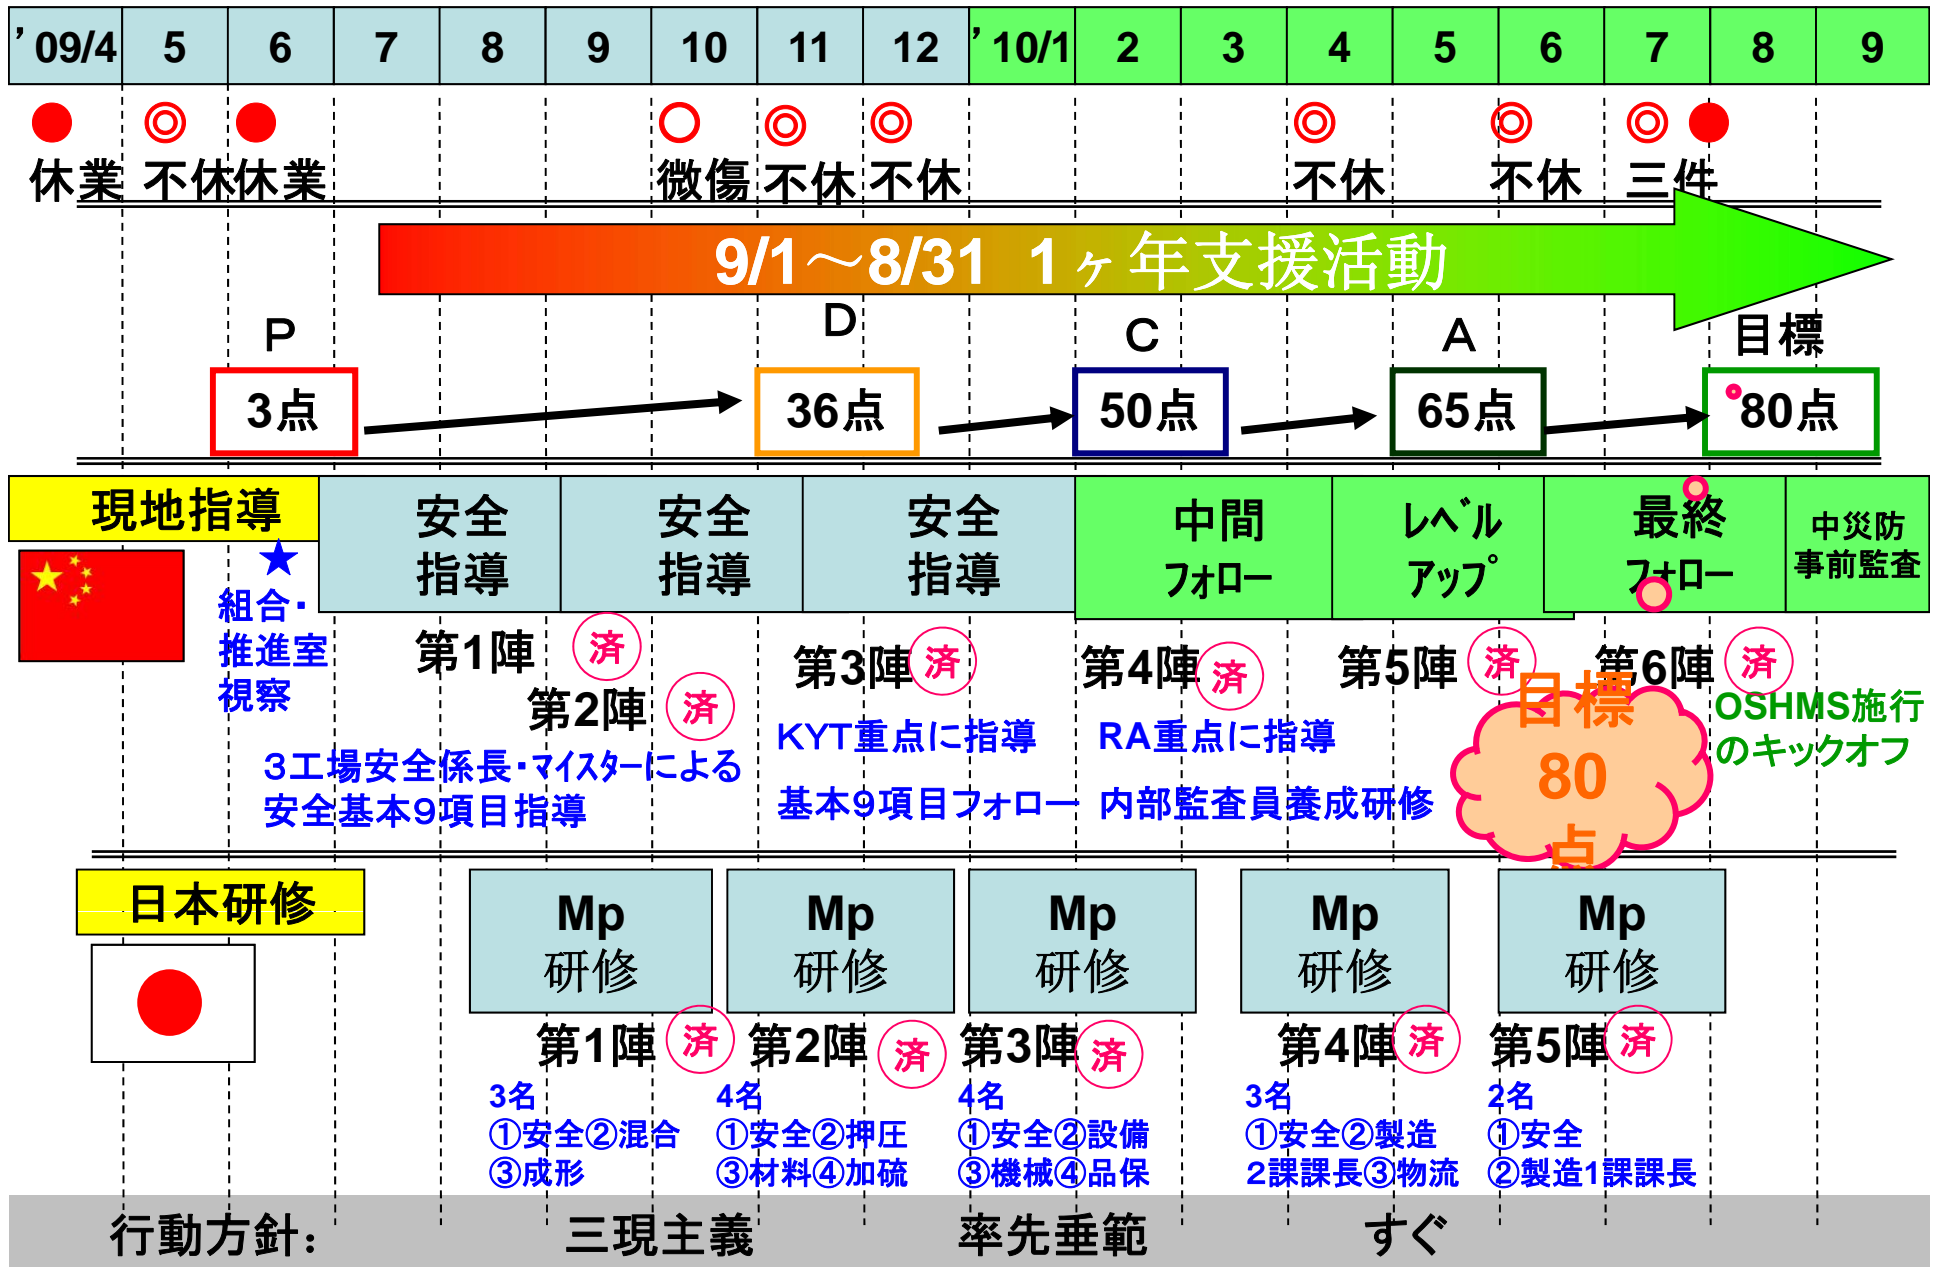 ’09/4 5 6 7 8 9 10 11 12 ’10/1 2 3 4 5 6 7 8 9
休業 不休 休業 微傷 不休 不休 不休 不休 三件
9/1～8/31 1ヶ年支援活動
P D C A 目標
3点 36点 50点 65点 80点
現地指導
安全
指導
安全
指導
安全
指導
中間
フォロー
レベル
アップ
最終
フォロー
中災防
事前監査
組合・
推進室
視察
第1陣 済
第2陣 済
第3陣 済
第4陣 済
第5陣 済
第6陣 済
3工場安全係長・マイスターによる
安全基本9項目指導
KYT重点に指導
基本9項目フォロー
RA重点に指導
内部監査員養成研修
目標
80
点
OSHMS施行
のキックオフ
日本研修
Mp
研修
Mp
研修
Mp
研修
Mp
研修
Mp
研修
第1陣 済
第2陣 済
第3陣 済
第4陣 済
第5陣 済
3名
①安全②混合
③成形
4名
①安全②押圧
③材料④加硫
4名
①安全②設備
③機械④品保
3名
①安全②製造
2課課長③物流
2名
①安全
②製造1課課長
行動方針： 三現主義 率先垂範 すぐ